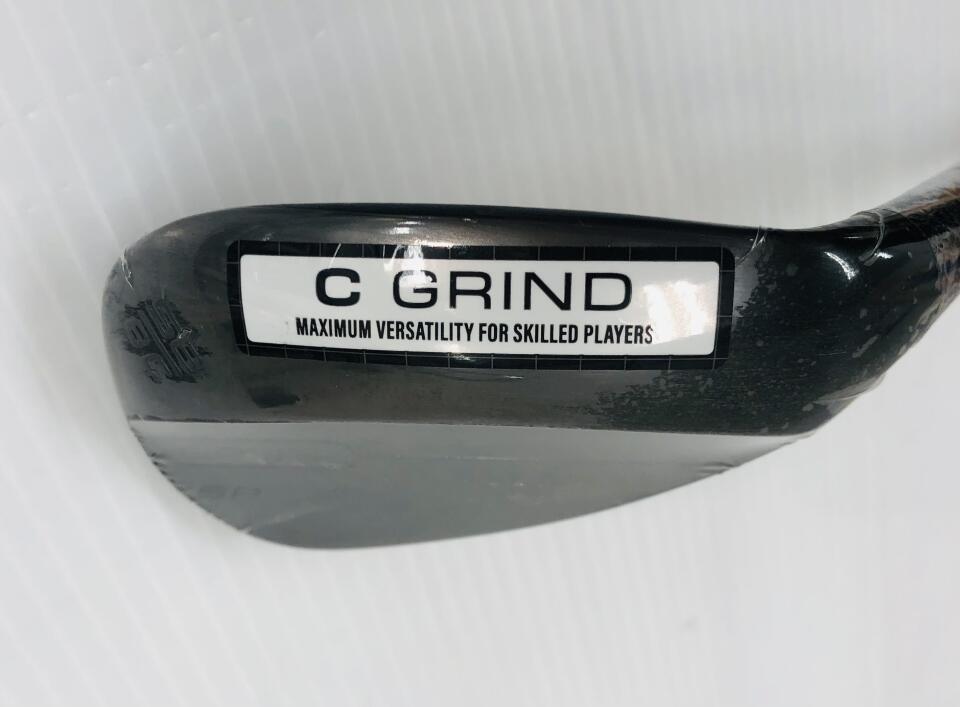 C GRIND
MAXIMUM VERSATILITY FOR SKILLED PLAYERS